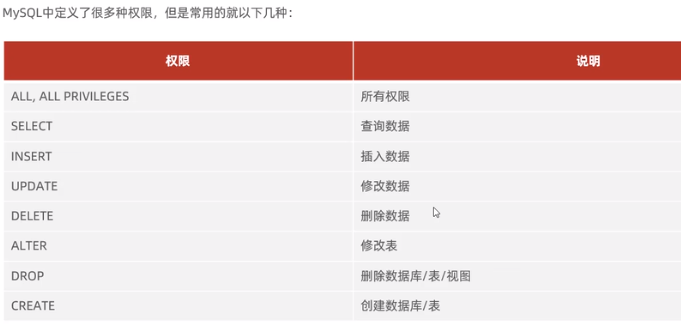 MySQL中定义了很多种权限，但是常用的就以下几种：
权限 说明
ALL, ALL PRIVILEGES 所有权限
SELECT 查询数据
INSERT 插入数据
UPDATE 修改数据
DELETE 删除数据
ALTER 修改表
DROP 删除数据库/表/视图
CREATE 创建数据库/表